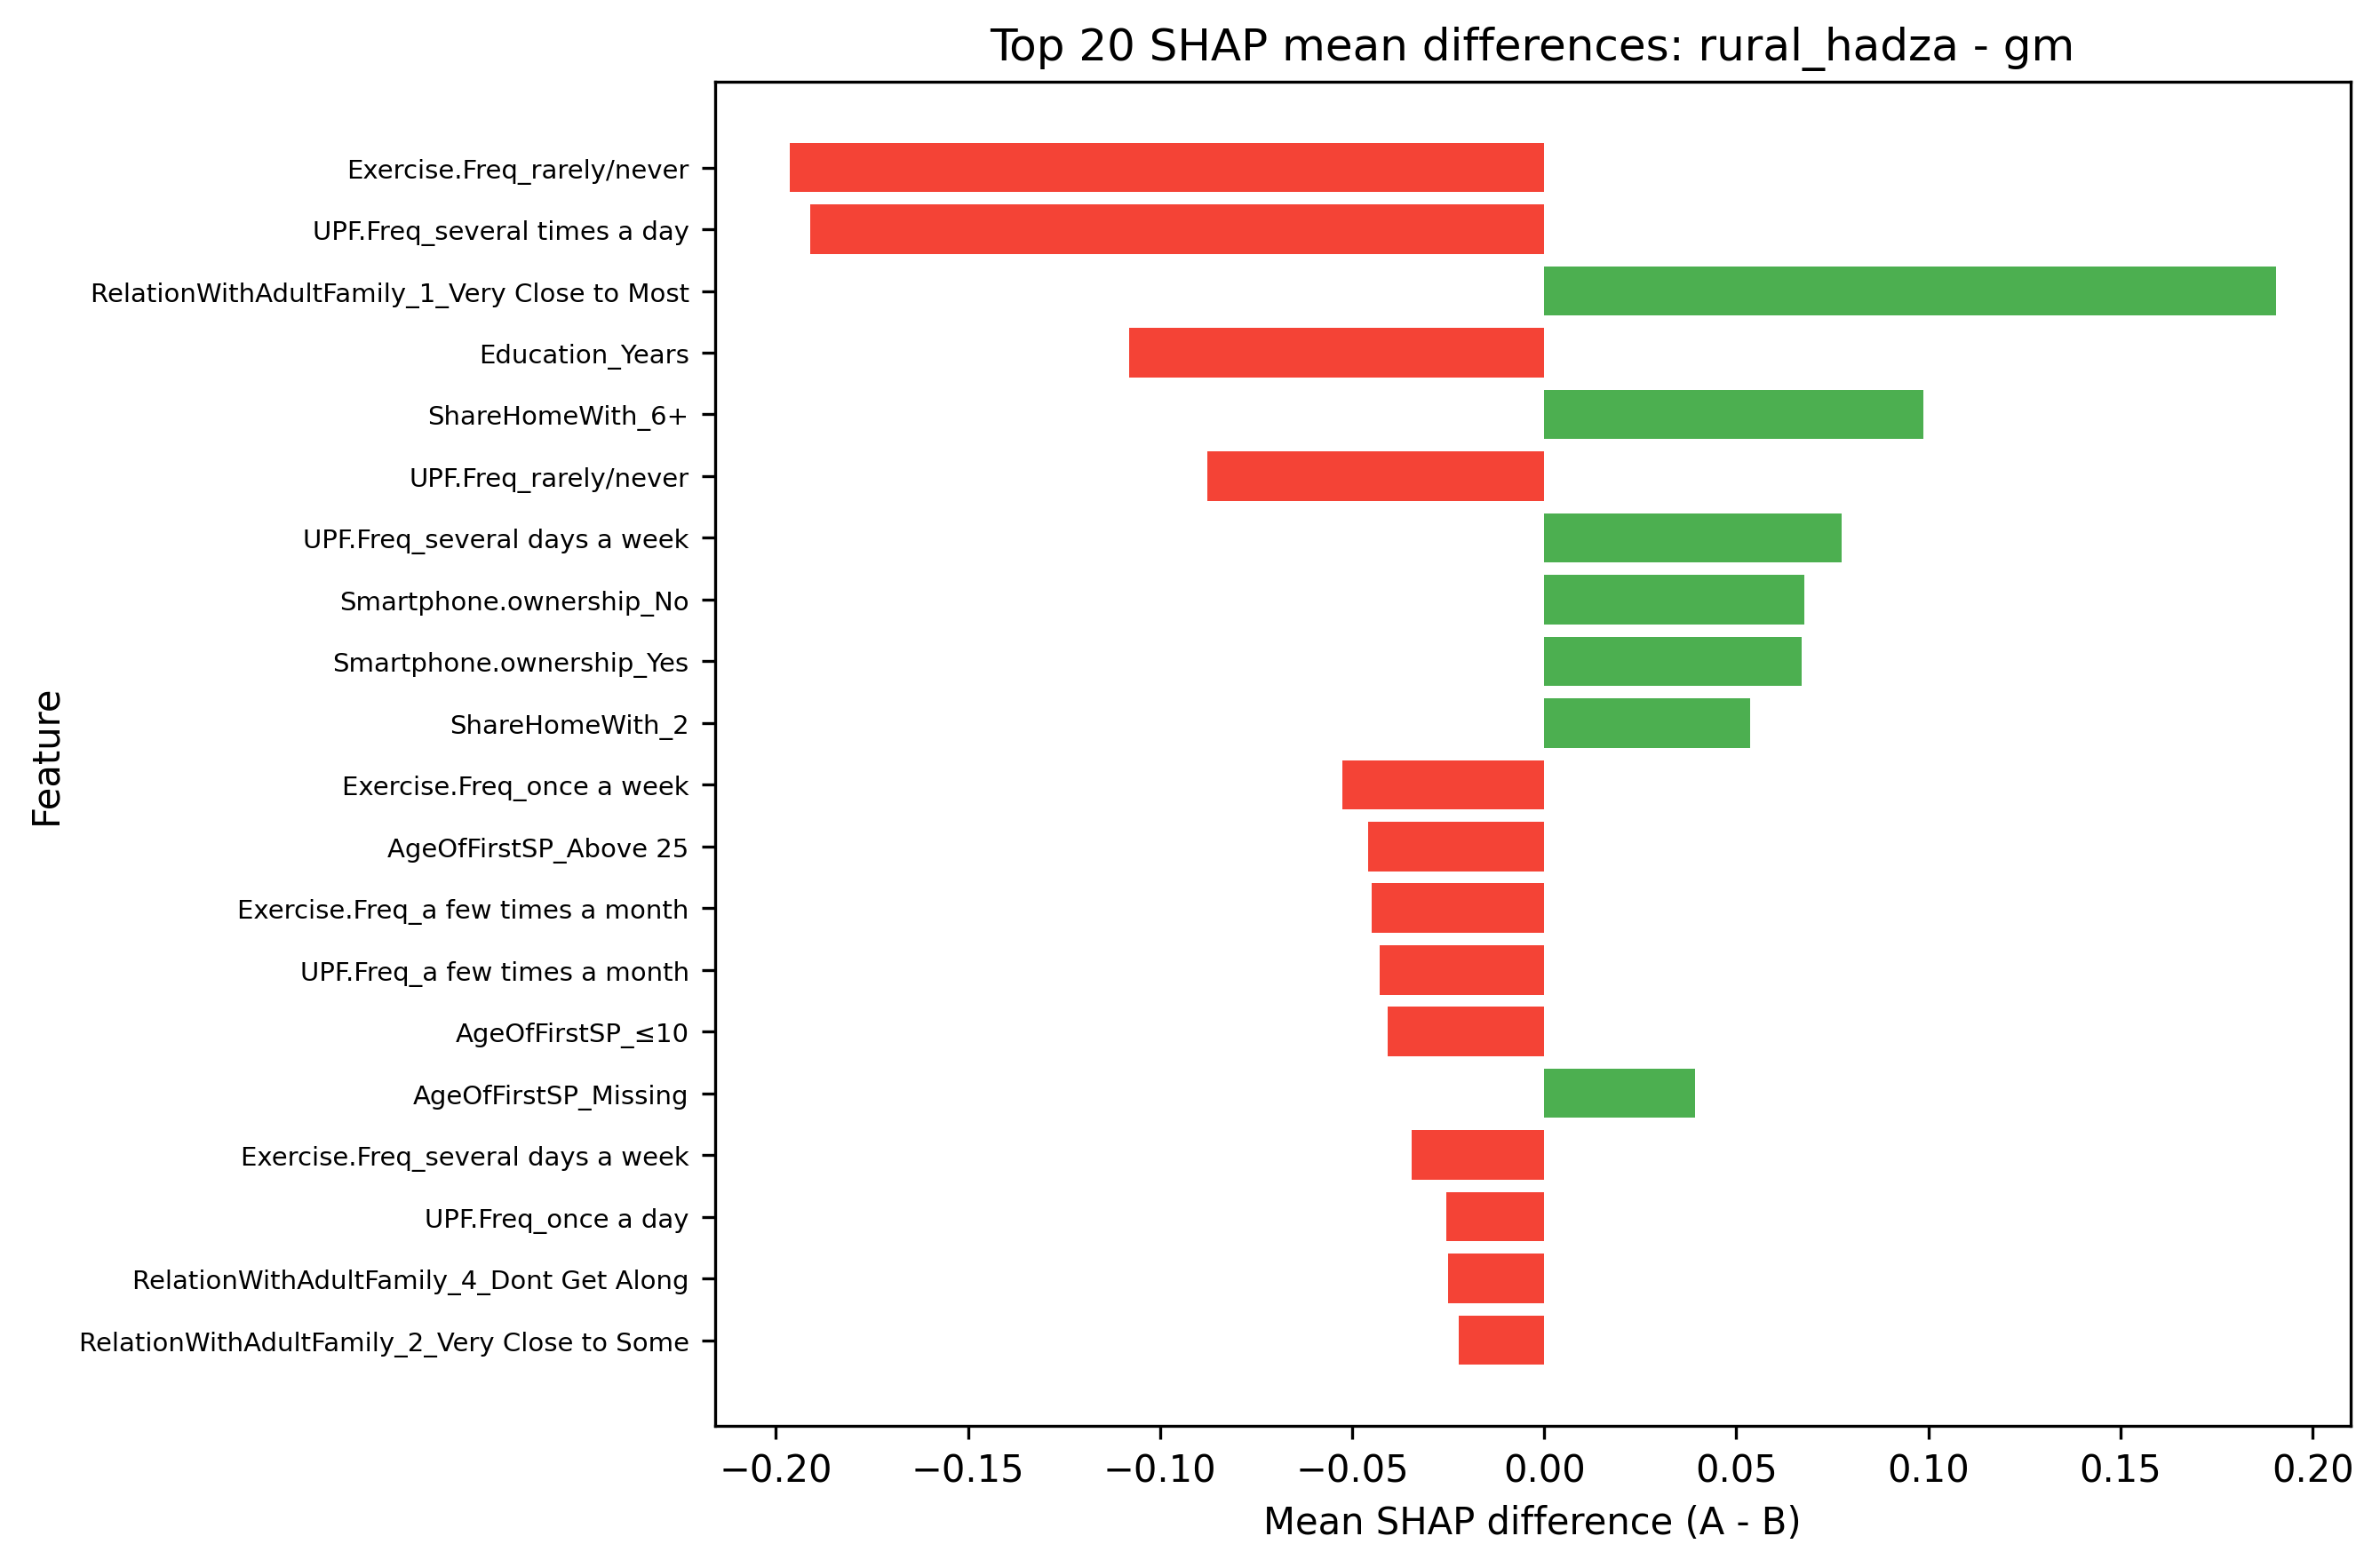 Top 20 SHAP mean differences: rural_hadza - gm
Exercise.Freq_rarely/never
UPF.Freq_several times a day
RelationWithAdultFamily_1_Very Close to Most
Education_Years
ShareHomeWith_6+
UPF.Freq_rarely/never
UPF.Freq_several days a week
Smartphone.ownership_No
Smartphone.ownership_Yes
ShareHomeWith_2
Exercise.Freq_once a week
AgeOfFirstSP_Above 25
Exercise.Freq_a few times a month
UPF.Freq_a few times a month
AgeOfFirstSP_≤10
AgeOfFirstSP_Missing
Exercise.Freq_several days a week
UPF.Freq_once a day
RelationWithAdultFamily_4_Dont Get Along
RelationWithAdultFamily_2_Very Close to Some
Feature
−0.20 −0.15 −0.10 −0.05 0.00 0.05 0.10 0.15 0.20
Mean SHAP difference (A - B)